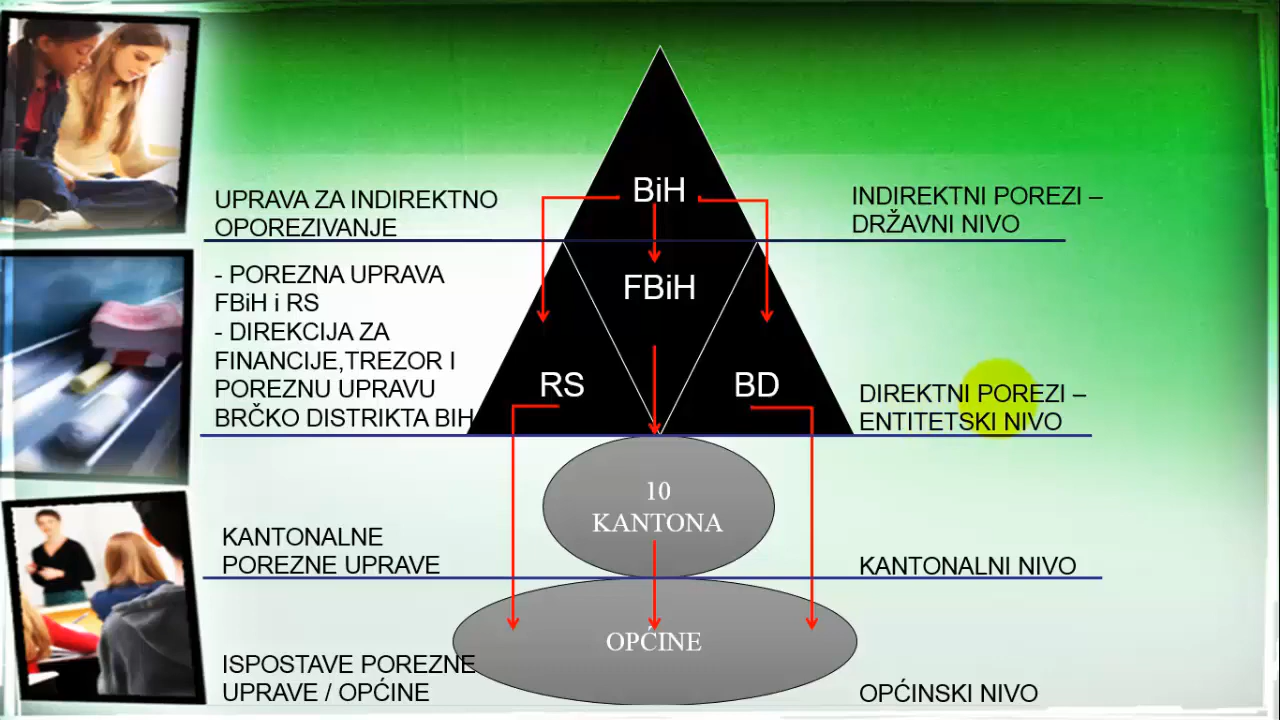 UPRAVA ZA INDIREKTNO
OPOREZIVANJE
BiH
INDIREKTNI POREZI –
DRŽAVNI NIVO
- POREZNA UPRAVA
FBiH i RS
- DIREKCIJA ZA
FINANCIJE,TREZOR I
POREZNU UPRAVU
BRČKO DISTRIKTA BIH
FBiH
RS
BD
DIREKTNI POREZI –
ENTITETSKI NIVO
KANTONALNE
POREZNE UPRAVE
10
KANTONA
KANTONALNI NIVO
ISPOSTAVE POREZNE
UPRAVE / OPĆINE
OPĆINE
OPĆINSKI NIVO